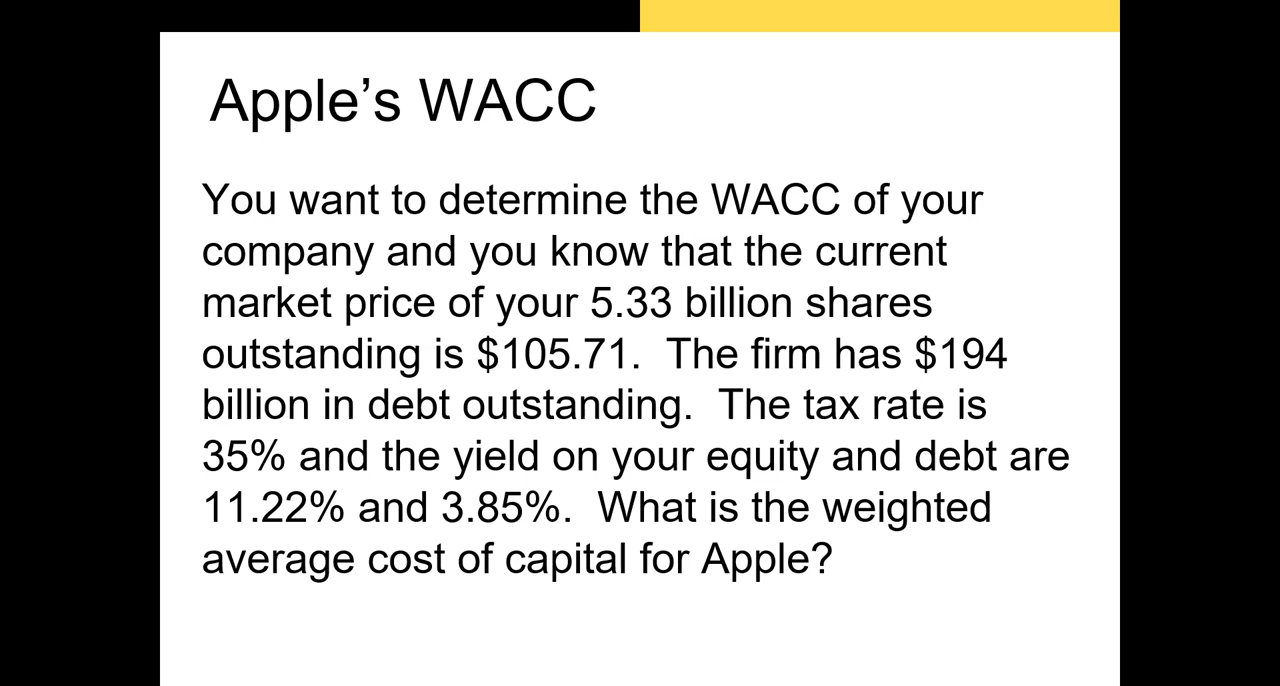 Apple’s WACC
You want to determine the WACC of your
company and you know that the current
market price of your 5.33 billion shares
outstanding is $105.71.  The firm has $194
billion in debt outstanding.  The tax rate is
35% and the yield on your equity and debt are
11.22% and 3.85%.  What is the weighted
average cost of capital for Apple?